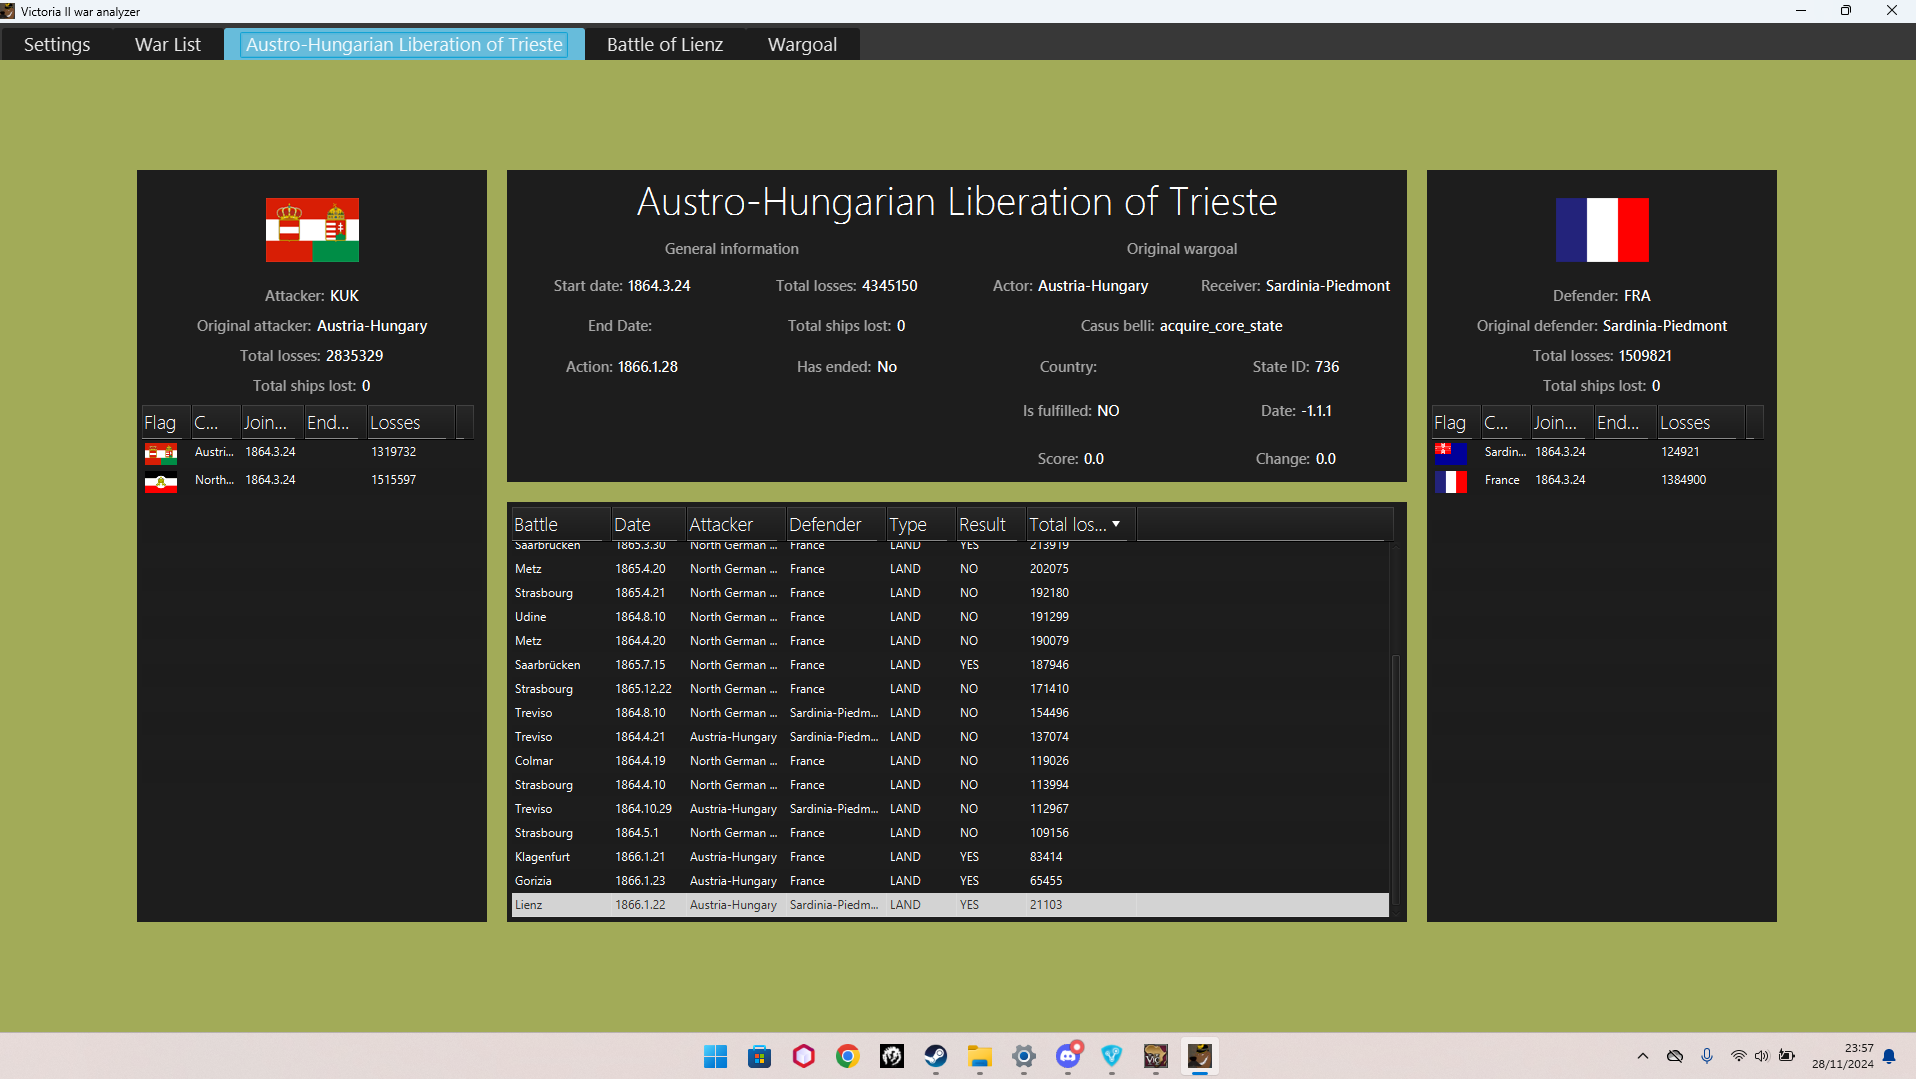 Victoria II war analyzer
Settings War List Austro-Hungarian Liberation of Trieste Battle of Lienz Wargoal
Attacker: KUK
Original attacker: Austria-Hungary
Total losses: 2835329
Total ships lost: 0
Flag C... Join... End... Losses
Austri... 1864.3.24 1319732
North... 1864.3.24 1515597
Austro-Hungarian Liberation of Trieste
General information Original wargoal
Start date: 1864.3.24 Total losses: 4345150 Actor: Austria-Hungary Receiver: Sardinia-Piedmont
End Date: Total ships lost: 0 Casus belli: acquire_core_state
Action: 1866.1.28 Has ended: No Country: State ID: 736
Is fulfilled: NO Date: -1.1.1
Score: 0.0 Change: 0.0
Battle Date Attacker Defender Type Result Total los...
Saarbrücken 1865.3.30 North German ... France LAND YES 213919
Metz 1865.4.20 North German ... France LAND NO 202075
Strasbourg 1865.4.21 North German ... France LAND NO 192180
Udine 1864.8.10 North German ... France LAND NO 191299
Metz 1864.4.20 North German ... France LAND NO 190079
Saarbrücken 1865.7.15 North German ... France LAND YES 187946
Strasbourg 1865.12.22 North German ... France LAND NO 171410
Treviso 1864.8.10 North German ... Sardinia-Piedm... LAND NO 154496
Treviso 1864.4.21 Austria-Hungary Sardinia-Piedm... LAND NO 137074
Colmar 1864.4.19 North German ... France LAND NO 119026
Strasbourg 1864.4.10 North German ... France LAND NO 113994
Treviso 1864.10.29 Austria-Hungary Sardinia-Piedm... LAND NO 112967
Strasbourg 1864.5.1 North German ... France LAND NO 109156
Klagenfurt 1866.1.21 Austria-Hungary France LAND YES 83414
Gorizia 1866.1.23 Austria-Hungary France LAND YES 65455
Lienz 1866.1.22 Austria-Hungary Sardinia-Piedm... LAND YES 21103
Defender: FRA
Original defender: Sardinia-Piedmont
Total losses: 1509821
Total ships lost: 0
Flag C... Join... End... Losses
Sardin... 1864.3.24 124921
France 1864.3.24 1384900
VIC
23:57
28/11/2024